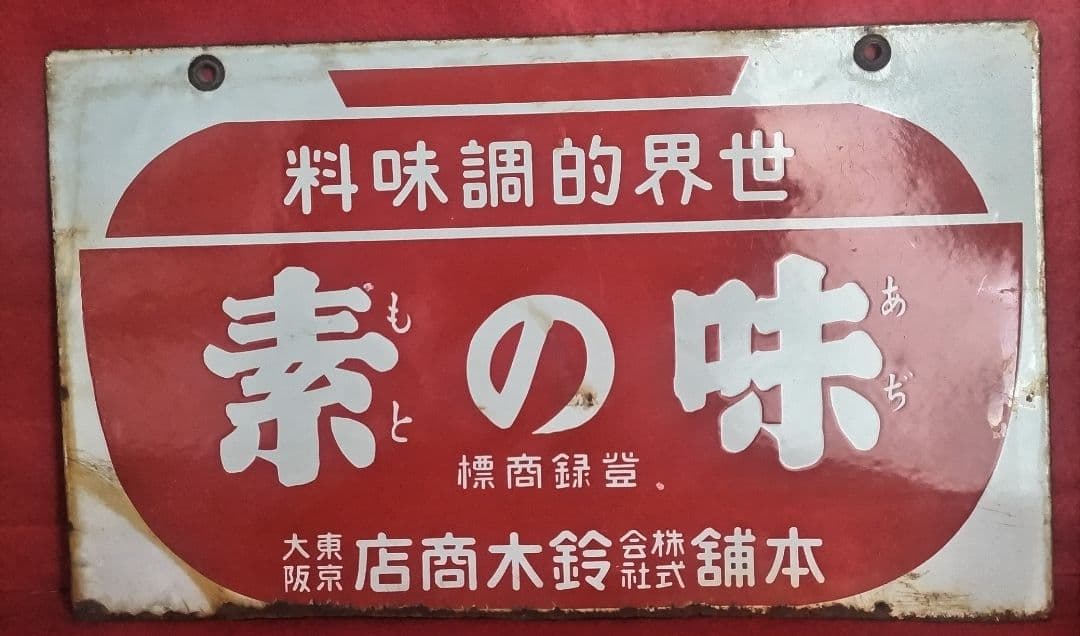 世界的調味料
味の素
あぢ
もと
登録商標
本舗株式会社鈴木商店東京大阪